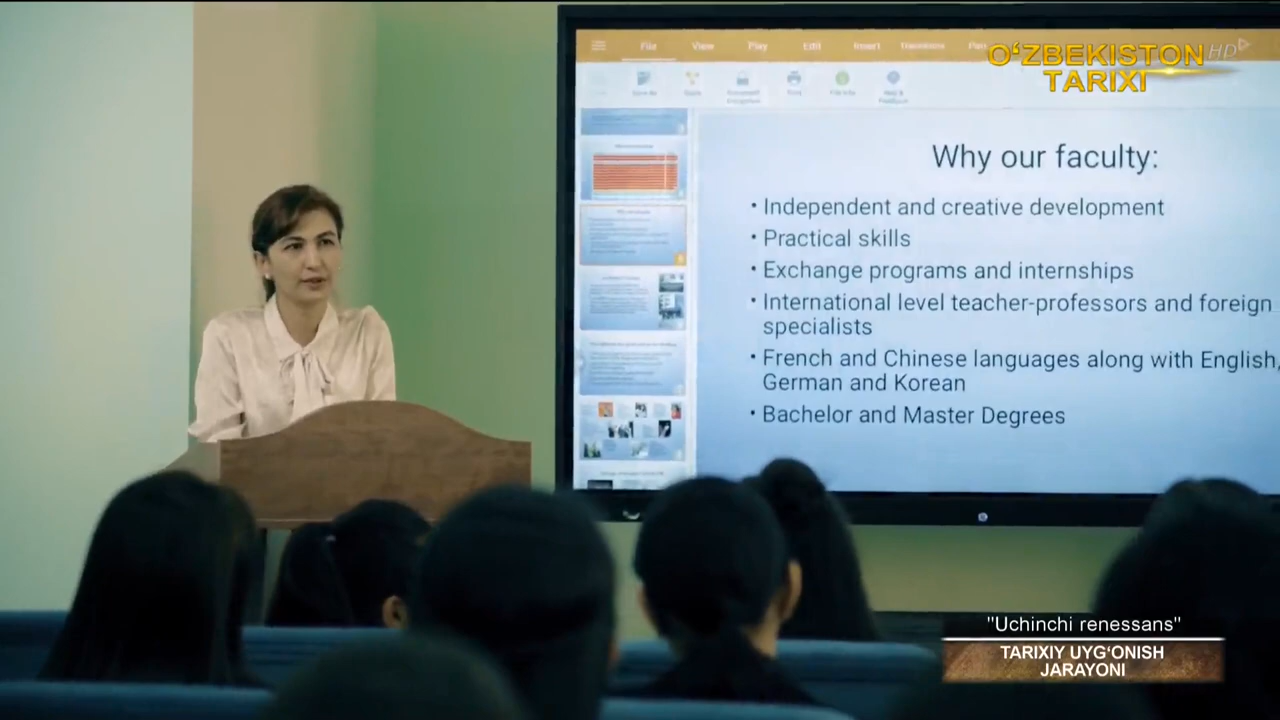 File View Play Edit Insert
O‘ZBEKISTON HD
TARIXI
Why our faculty:
• Independent and creative development
• Practical skills
• Exchange programs and internships
• International level teacher-professors and foreign
specialists
• French and Chinese languages along with English,
German and Korean
• Bachelor and Master Degrees
"Uchinchi renessans"
TARIXIY UYG‘ONISH
JARAYONI